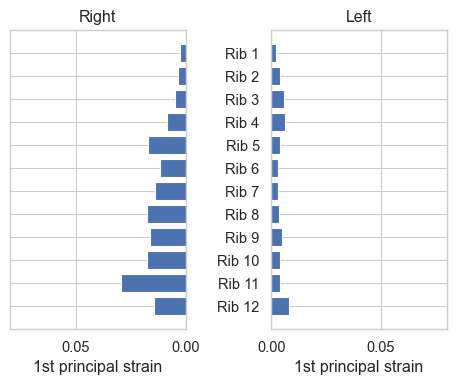 Right Left
Rib 1
Rib 2
Rib 3
Rib 4
Rib 5
Rib 6
Rib 7
Rib 8
Rib 9
Rib 10
Rib 11
Rib 12
0.05 0.00 0.00 0.05
1st principal strain 1st principal strain